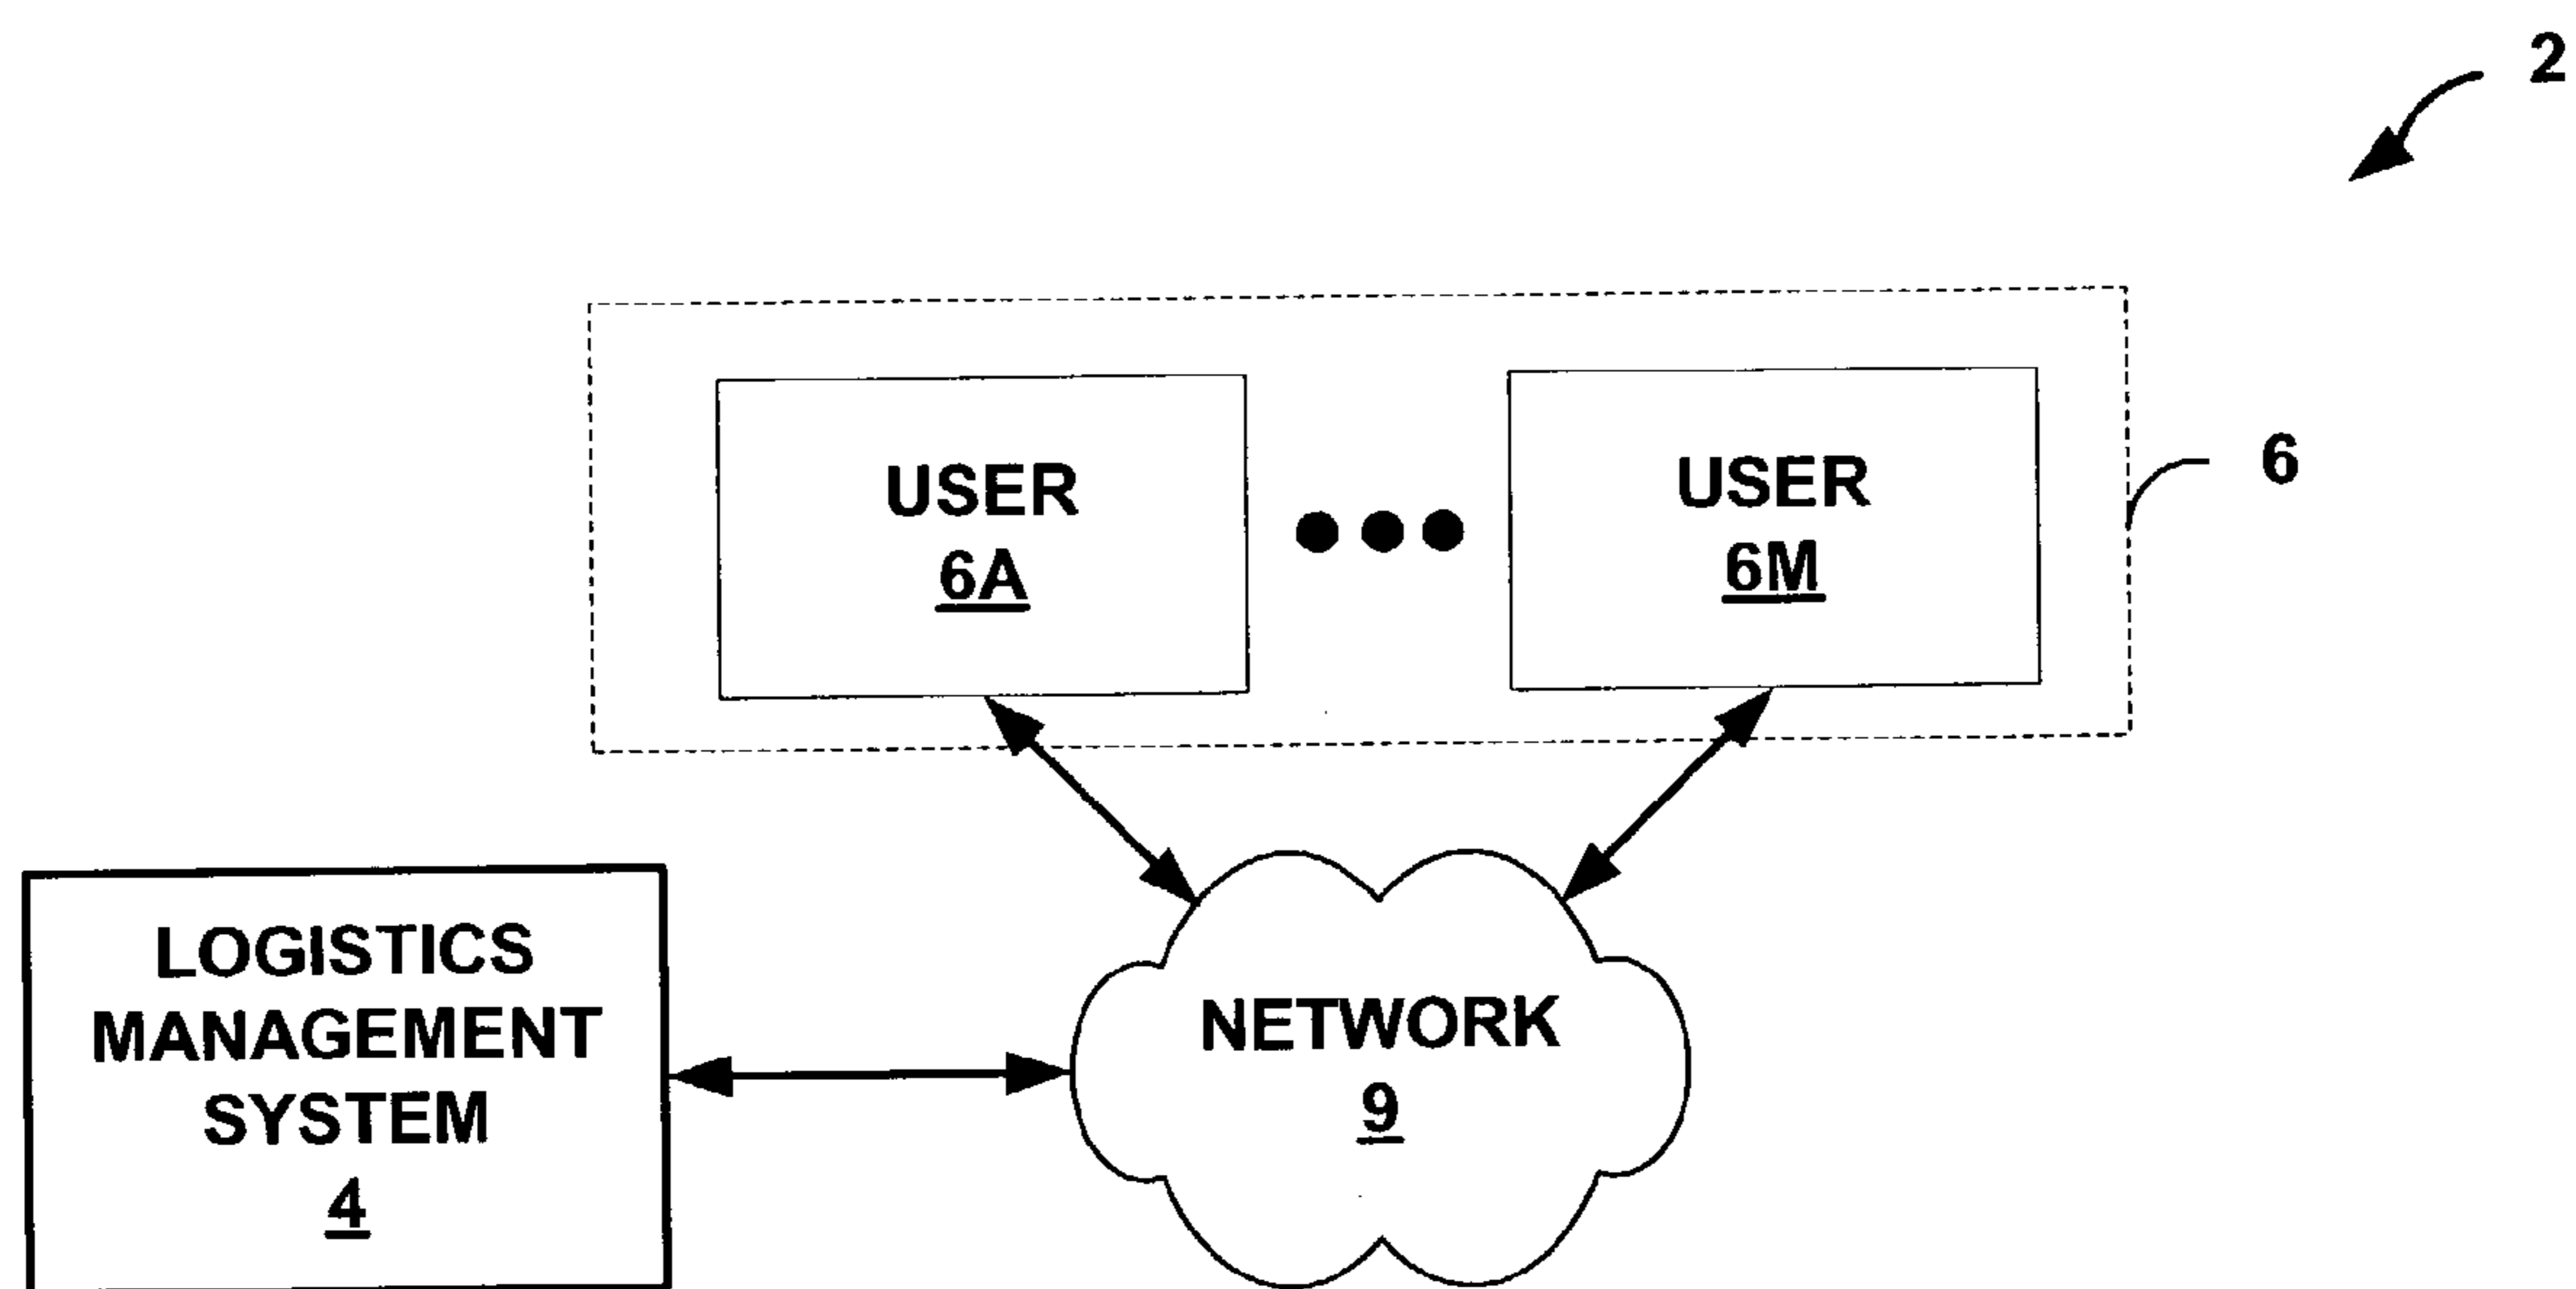 2
USER
6A
USER
6M
6
LOGISTICS
MANAGEMENT
SYSTEM
4
NETWORK
9